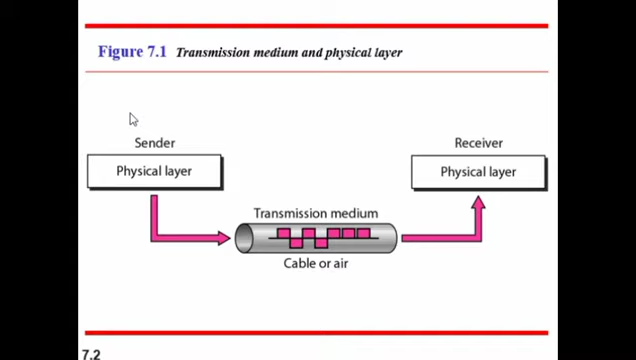 Figure 7.1 Transmission medium and physical layer
Sender
Receiver
Physical layer
Physical layer
Transmission medium
Cable or air
7.2